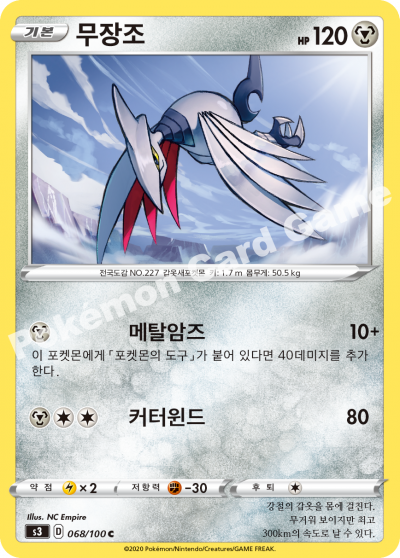 기본 무장조 HP 120
전국도감 NO.227 갑옷새포켓몬 키: 1.7 m 몸무게: 50.5 kg
Pokémon Card Game
메탈암즈 10+
이 포켓몬에게 「포켓몬의 도구」가 붙어 있다면 40데미지를 추가
한다.
커터윈드 80
약점 ×2 저항력 -30 후퇴
Illus. NC Empire
s3 D 068/100 C
강철의 갑옷을 몸에 걸친다.
무거워 보이지만 최고
300km의 속도로 날 수 있다.
©2020 Pokémon/Nintendo/Creatures/GAME FREAK.